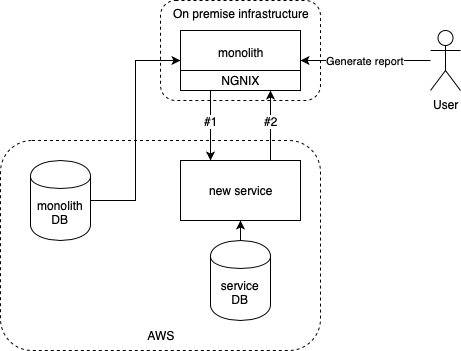 On premise infrastructure
monolith
NGNIX
Generate report
User
#1
#2
monolith
DB
new service
service
DB
AWS